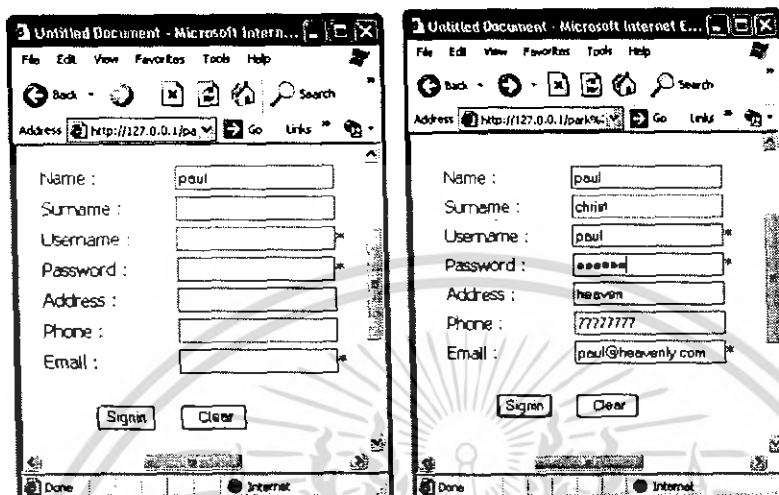 Untitled Document - Microsoft Intern...
File Edit View Favorites Tools Help
Back Search
Address http://127.0.0.1/pa Go Links
Name : paul
Surname :
Username : *
Password : *
Address :
Phone :
Email : *
Signin Clear
Done Internet
Untitled Document - Microsoft Internet E...
File Edit View Favorites Tools Help
Back Search
Address http://127.0.0.1/park% Go Links
Name : paul
Surname : christ
Username : paul *
Password : ●●●●●● *
Address : heaven
Phone : 77777777
Email : paul@heavenly.com *
Signin Clear
Done Internet